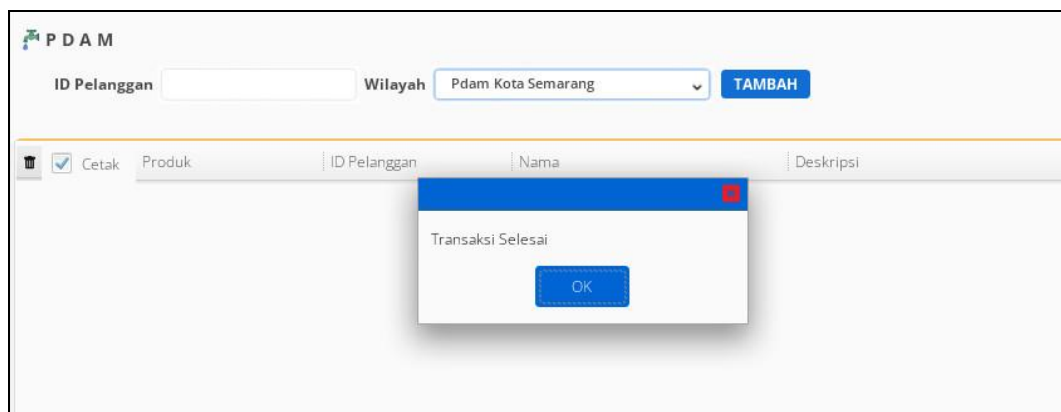 PDAM
ID Pelanggan Wilayah Pdam Kota Semarang TAMBAH
Cetak Produk ID Pelanggan Nama Deskripsi
Transaksi Selesai
OK